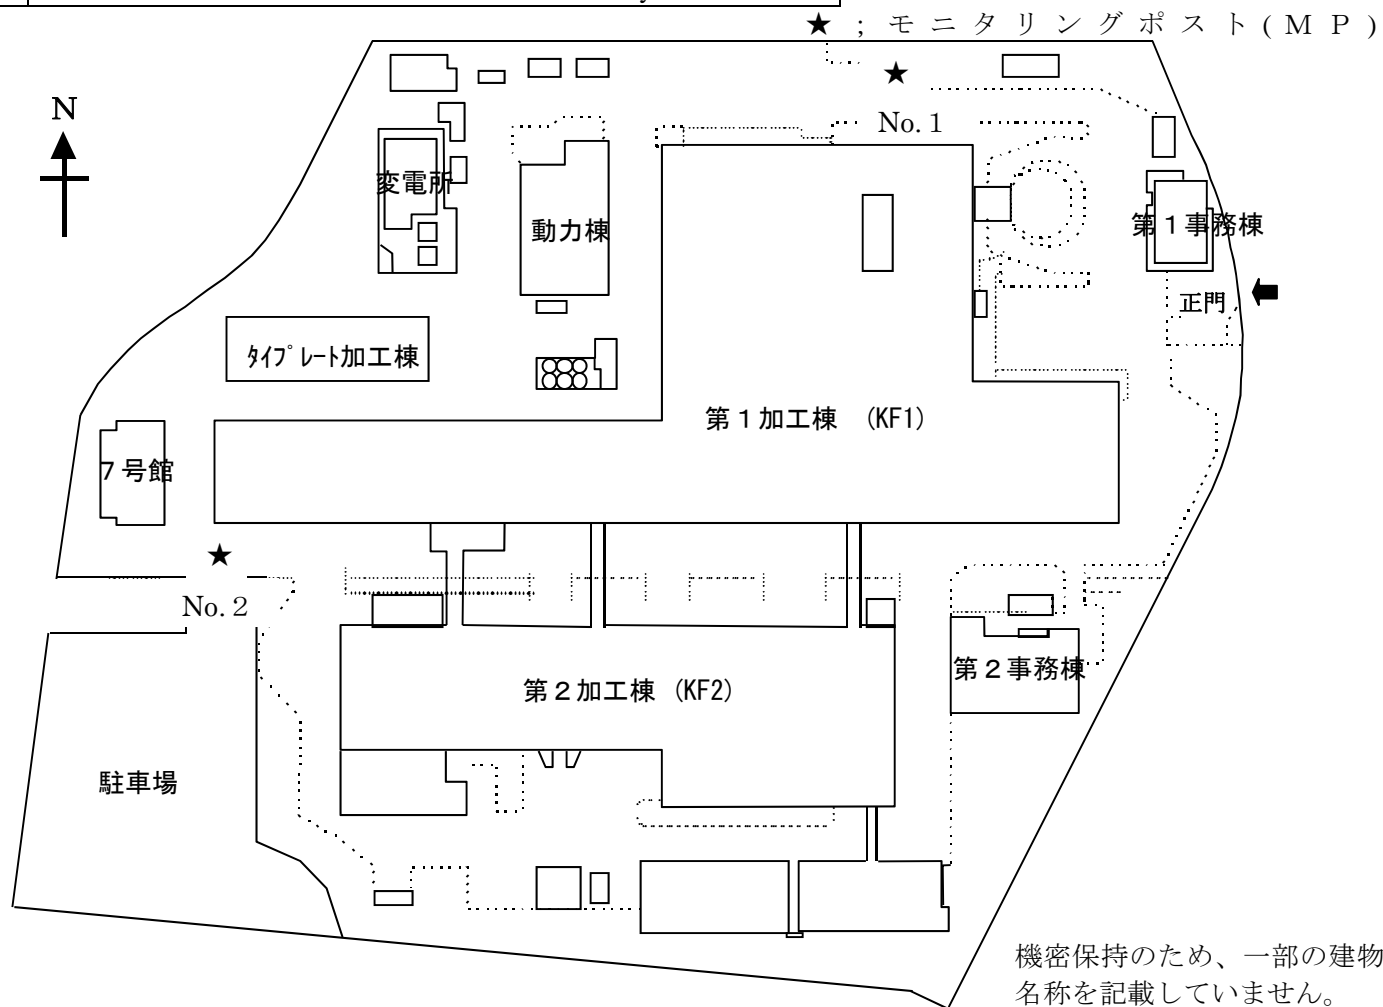 ★ ; モニタリングポスト(MP)
N
No.1
変電所
動力棟
第1事務棟
正門
ﾀｲﾌﾟﾚｰﾄ加工棟
第1加工棟 (KF1)
7号館
No.2
第2事務棟
第2加工棟 (KF2)
駐車場
機密保持のため、一部の建物
名称を記載していません。